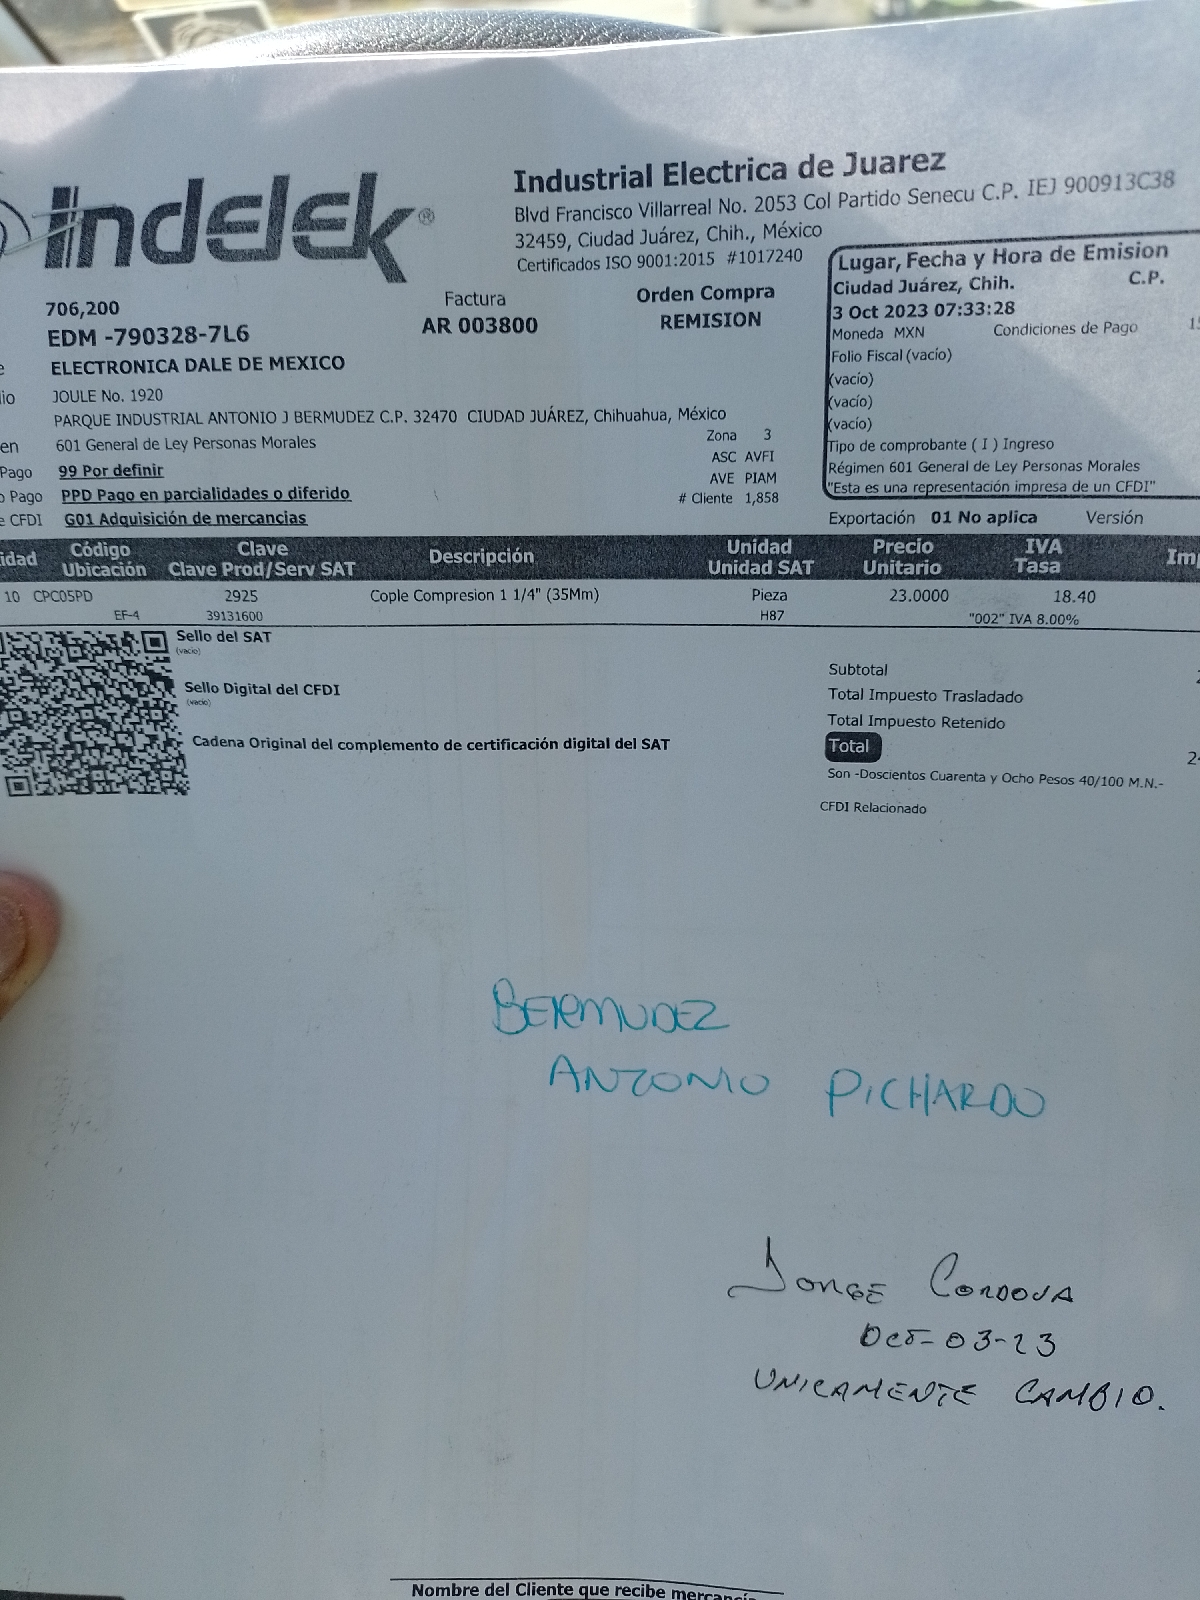 Indelek®
Industrial Electrica de Juarez
Blvd Francisco Villarreal No. 2053 Col Partido Senecu C.P. IEJ 900913C38
32459, Ciudad Juárez, Chih., México
Certificados ISO 9001:2015 #1017240
Lugar, Fecha y Hora de Emision
Ciudad Juárez, Chih. C.P.
3 Oct 2023 07:33:28
Moneda MXN Condiciones de Pago 15
Folio Fiscal (vacío)
(vacío)
(vacío)
(vacío)
Tipo de comprobante ( I ) Ingreso
Régimen 601 General de Ley Personas Morales
"Esta es una representación impresa de un CFDI"
Exportación 01 No aplica Versión
706,200 Factura Orden Compra
EDM -790328-7L6 AR 003800 REMISION
e ELECTRONICA DALE DE MEXICO
io JOULE No. 1920
PARQUE INDUSTRIAL ANTONIO J BERMUDEZ C.P. 32470 CIUDAD JUÁREZ, Chihuahua, México
en 601 General de Ley Personas Morales Zona 3
ASC AVFI
Pago 99 Por definir AVE PIAM
o Pago PPD Pago en parcialidades o diferido # Cliente 1,858
e CFDI G01 Adquisición de mercancias
idad Código Ubicación Clave Clave Prod/Serv SAT Descripción Unidad Unidad SAT Precio Unitario IVA Tasa Imp
10 CPC05PD 2925 Cople Compresion 1 1/4" (35Mm) Pieza 23.0000 18.40
EF-4 39131600 H87 "002" IVA 8.00%
Sello del SAT
(vacío)
Sello Digital del CFDI
(vacío)
Cadena Original del complemento de certificación digital del SAT
Subtotal 2
Total Impuesto Trasladado
Total Impuesto Retenido
Total 24
Son -Doscientos Cuarenta y Ocho Pesos 40/100 M.N.-
CFDI Relacionado
BERMUDEZ
ANTONIO PICHARDO
JORGE CORDOVA
OCT-03-23
UNICAMENTE CAMBIO.
Nombre del Cliente que recibe mercancí